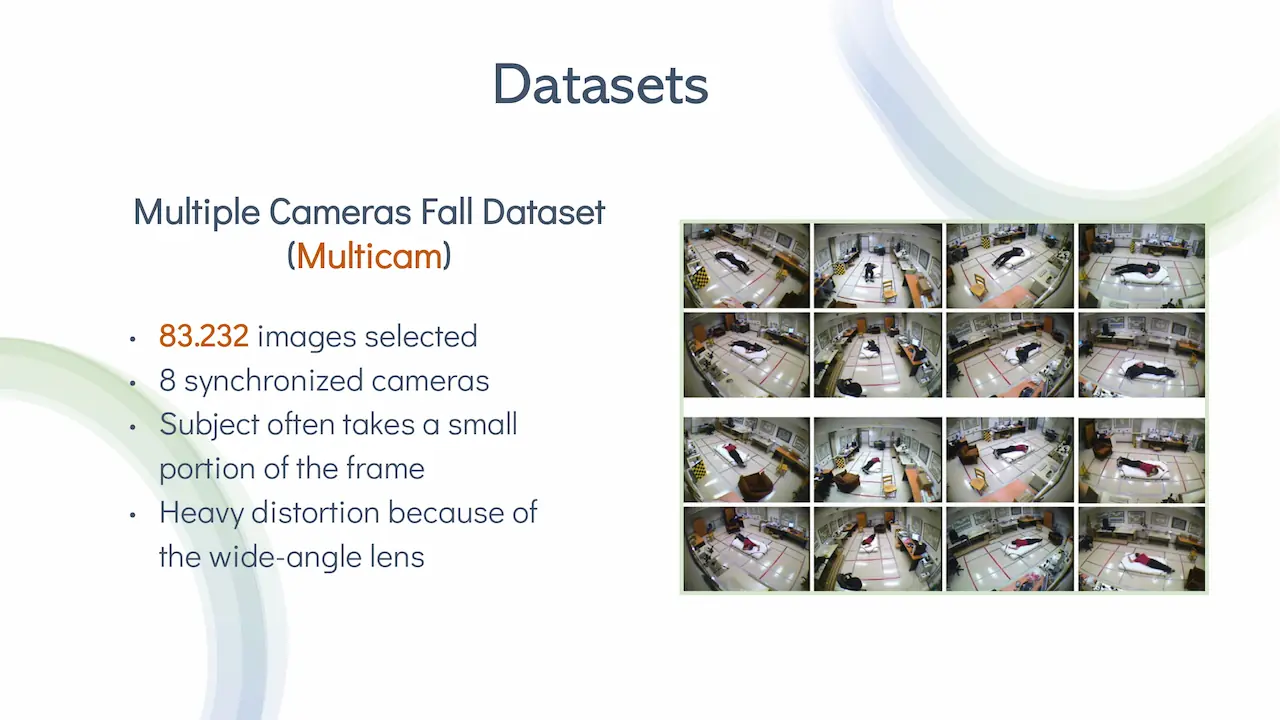 Datasets
Multiple Cameras Fall Dataset
(Multicam)
• 83.232 images selected
• 8 synchronized cameras
• Subject often takes a small
portion of the frame
• Heavy distortion because of
the wide-angle lens